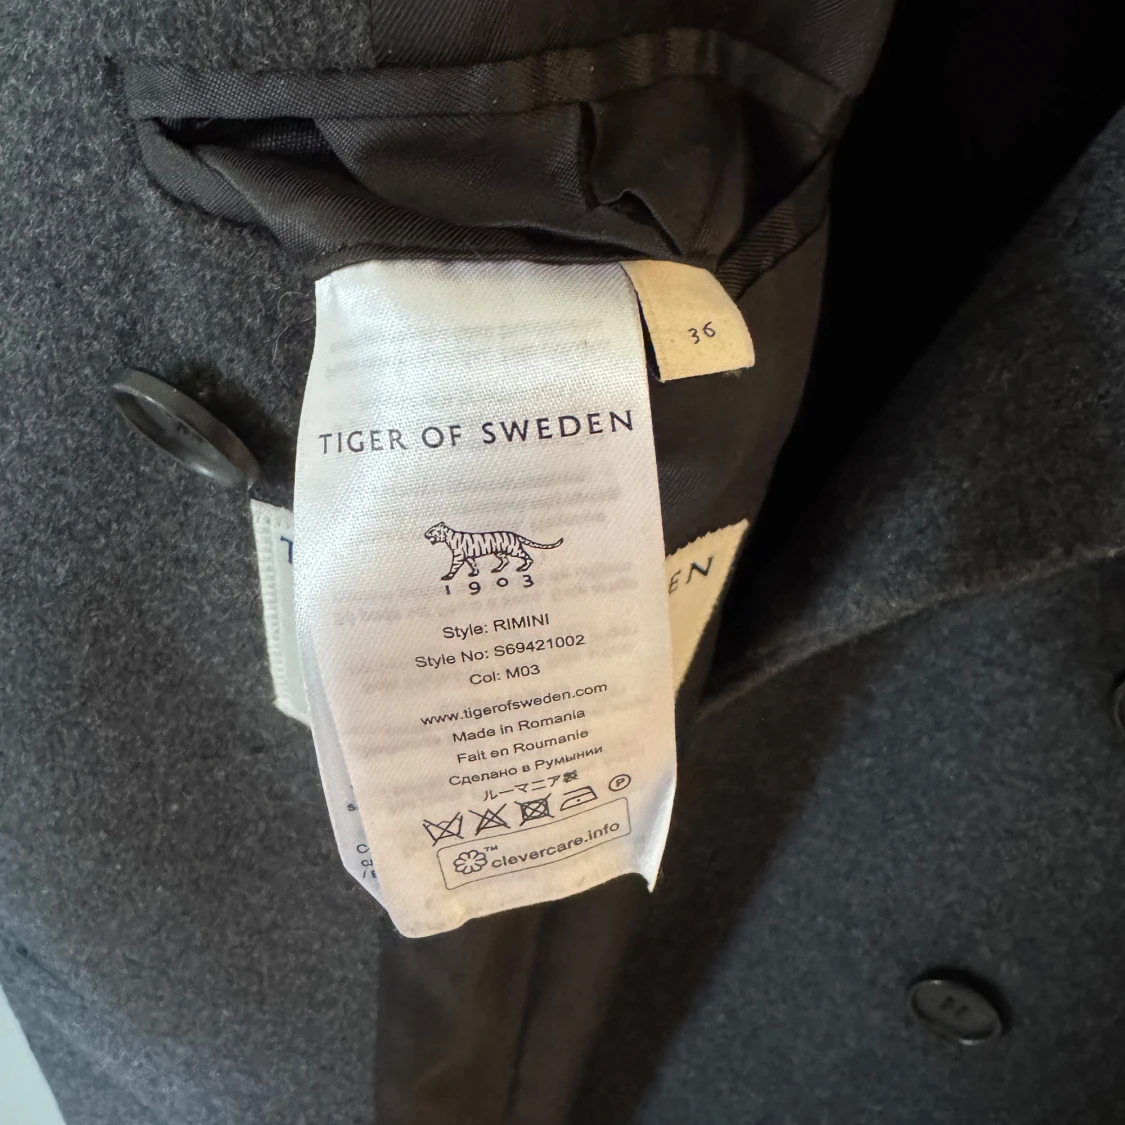 36
TIGER OF SWEDEN
1903
Style: RIMINI
Style No: S69421002
Col: M03
www.tigerofsweden.com
Made in Romania
Fait en Roumanie
Сделано в Румынии
ルーマニア製
P
™ clevercare.info
T
EN